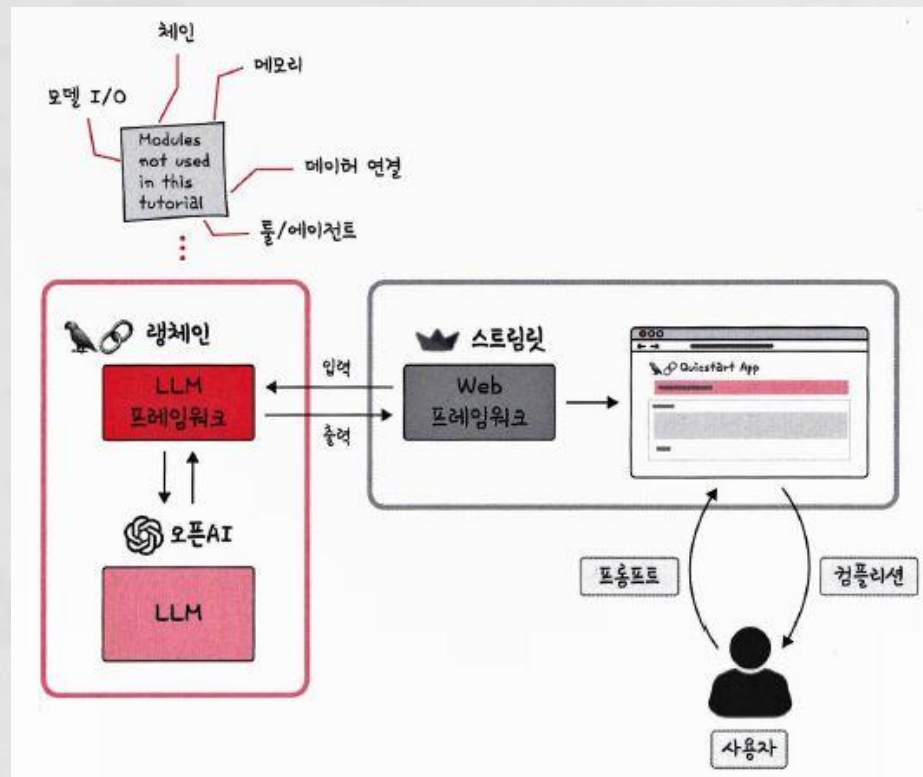 체인
메모리
모델 I/O
Modules
not used
in this
tutorial
데이허 연결
툴/에이전트
랭체인
LLM
프레임워크
입력
출력
스트림릿
Web
프레임워크
Quicstart App
오픈AI
LLM
프롬프트
컴플리션
사용자